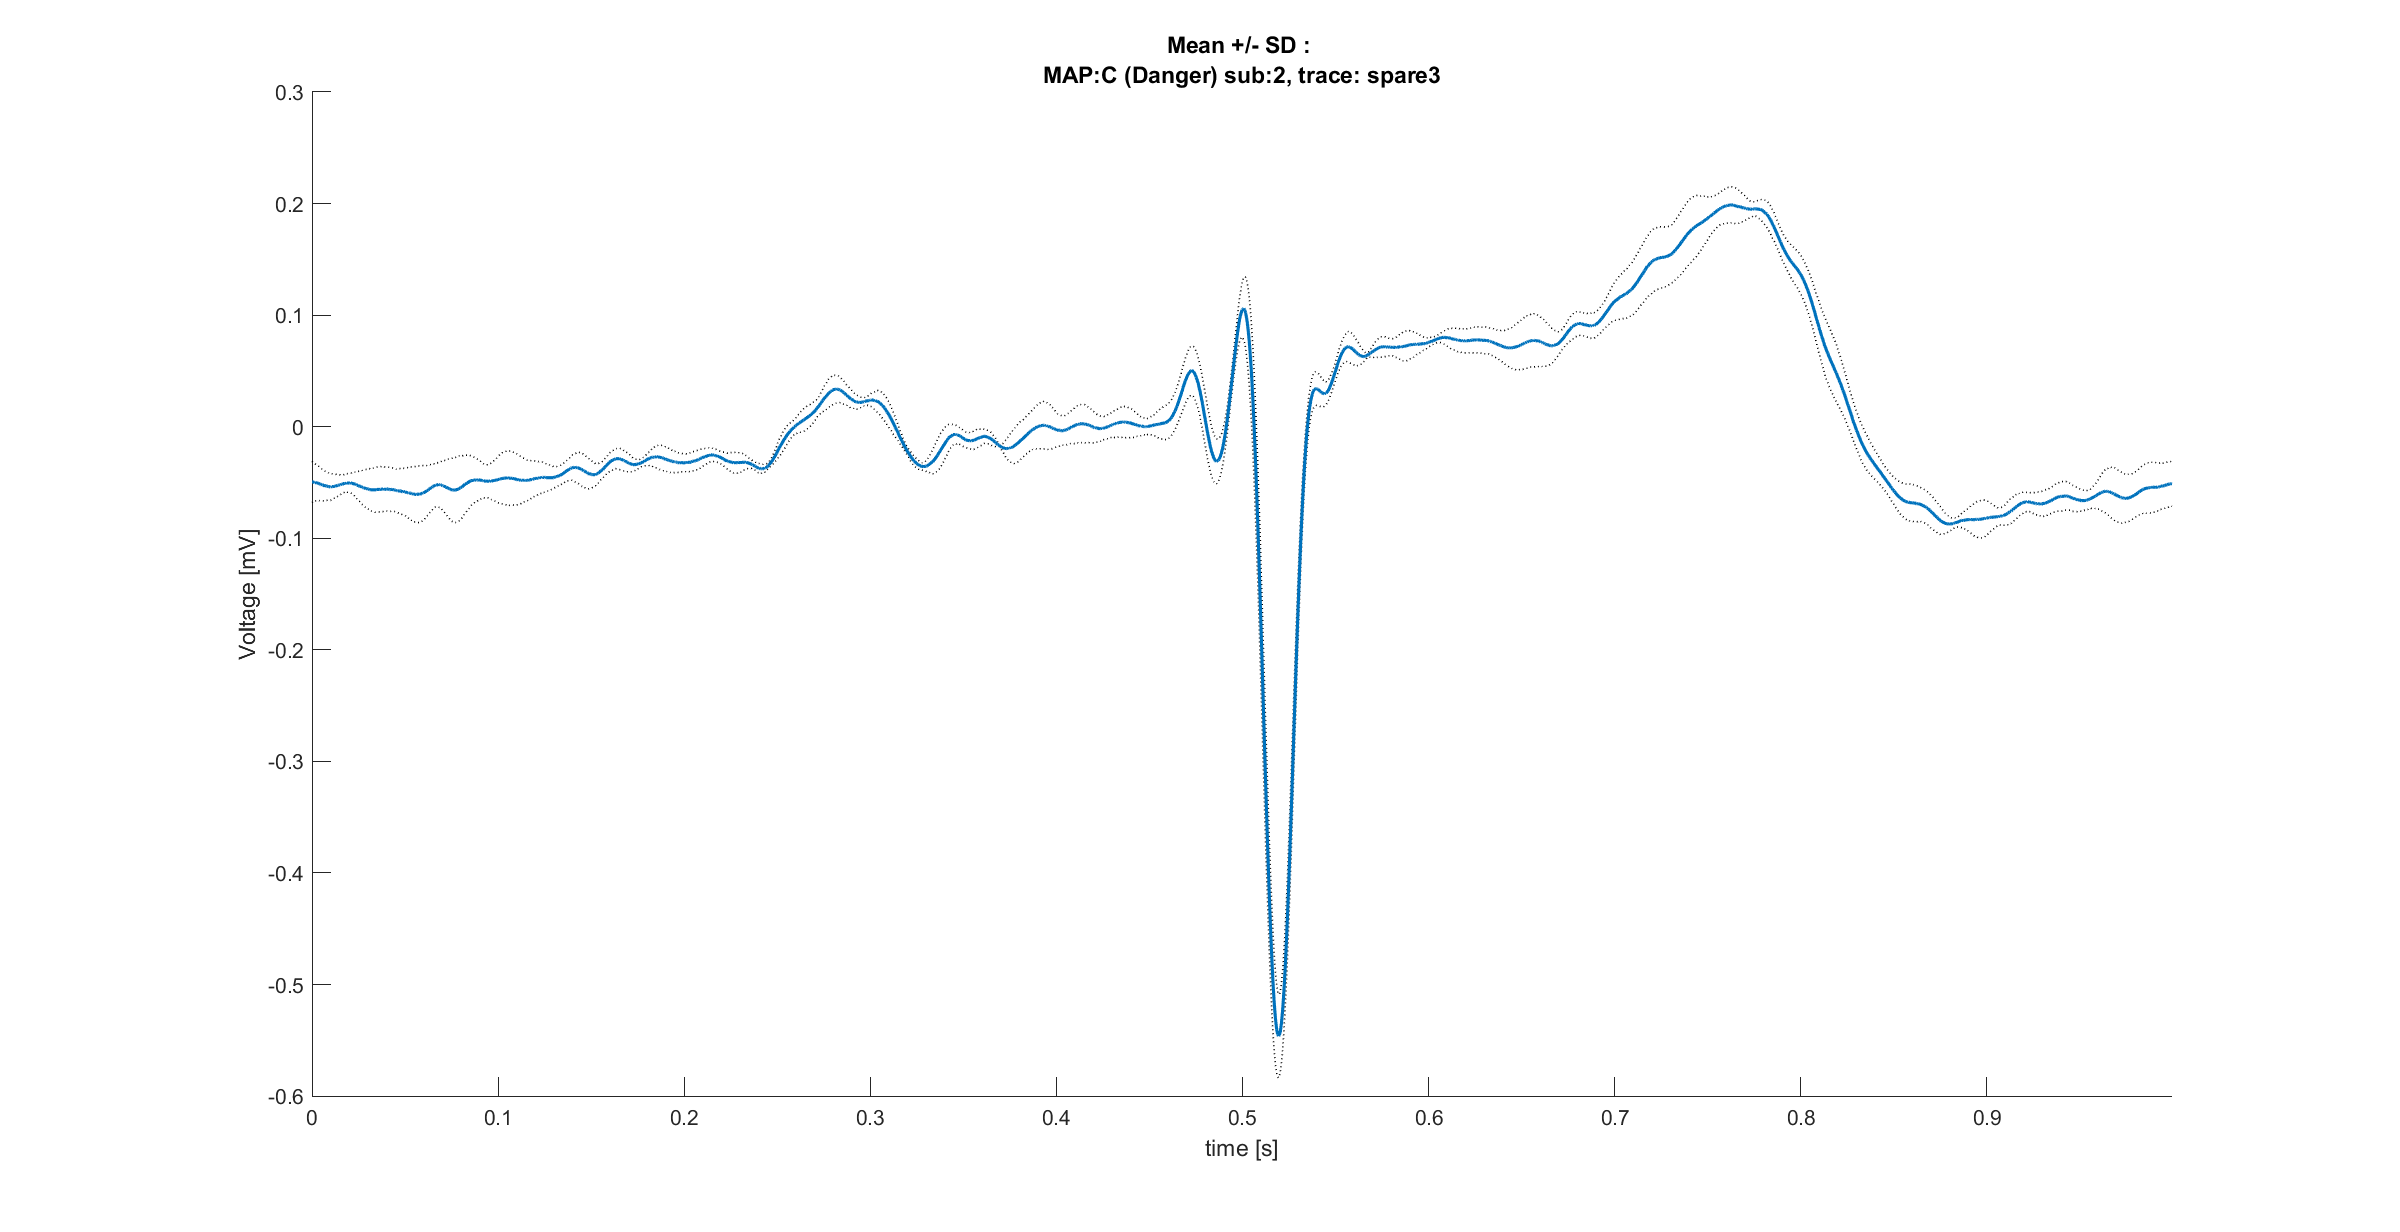 Mean +/- SD :
MAP:C (Danger) sub:2, trace: spare3
0.3
0.2
0.1
0
-0.1
-0.2
-0.3
-0.4
-0.5
-0.6
Voltage [mV]
0 0.1 0.2 0.3 0.4 0.5 0.6 0.7 0.8 0.9
time [s]